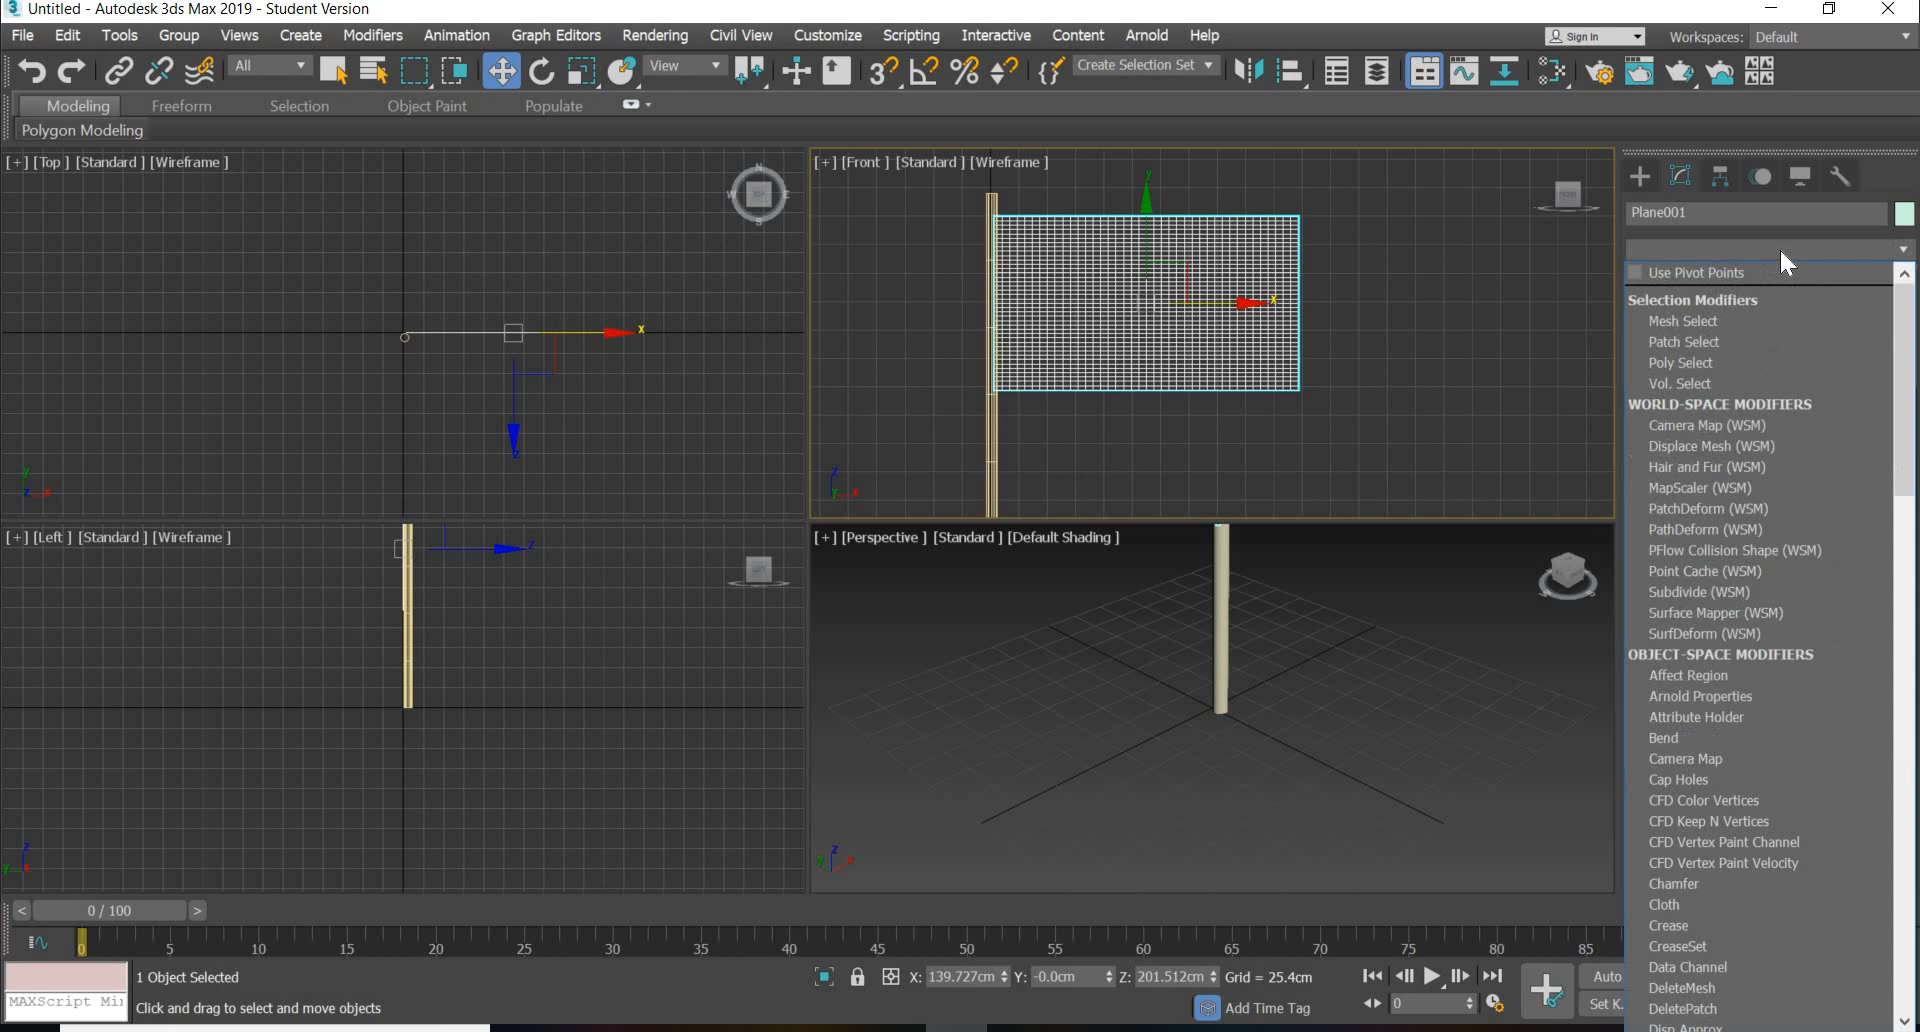 Untitled - Autodesk 3ds Max 2019 - Student Version
File Edit Tools Group Views Create Modifiers Animation Graph Editors Rendering Civil View Customize Scripting Interactive Content Arnold Help
Sign In Workspaces: Default
All View Create Selection Set
Modeling Freeform Selection Object Paint Populate
Polygon Modeling
[+] [Top ] [Standard ] [Wireframe ]
[+] [Front ] [Standard ] [Wireframe ]
[+] [Left ] [Standard ] [Wireframe ]
[+] [Perspective ] [Standard ] [Default Shading ]
Plane001
Use Pivot Points
Selection Modifiers
Mesh Select
Patch Select
Poly Select
Vol. Select
WORLD-SPACE MODIFIERS
Camera Map (WSM)
Displace Mesh (WSM)
Hair and Fur (WSM)
MapScaler (WSM)
PatchDeform (WSM)
PathDeform (WSM)
PFlow Collision Shape (WSM)
Point Cache (WSM)
Subdivide (WSM)
Surface Mapper (WSM)
SurfDeform (WSM)
OBJECT-SPACE MODIFIERS
Affect Region
Arnold Properties
Attribute Holder
Bend
Camera Map
Cap Holes
CFD Color Vertices
CFD Keep N Vertices
CFD Vertex Paint Channel
CFD Vertex Paint Velocity
Chamfer
Cloth
Crease
CreaseSet
Data Channel
DeleteMesh
DeletePatch
Disp Approx
< 0 / 100 >
0 5 10 15 20 25 30 35 40 45 50 55 60 65 70 75 80 85
1 Object Selected
X: 139.727cm Y: -0.0cm Z: 201.512cm Grid = 25.4cm
Auto
MAXScript Mi
Click and drag to select and move objects
Add Time Tag
0
Set K.